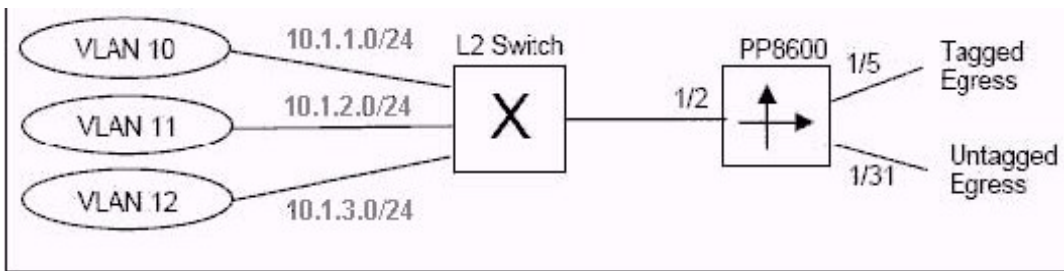 VLAN 10
10.1.1.0/24
L2 Switch
PP8600
1/5
Tagged
Egress
VLAN 11
10.1.2.0/24
X
1/2
VLAN 12
10.1.3.0/24
1/31
Untagged
Egress